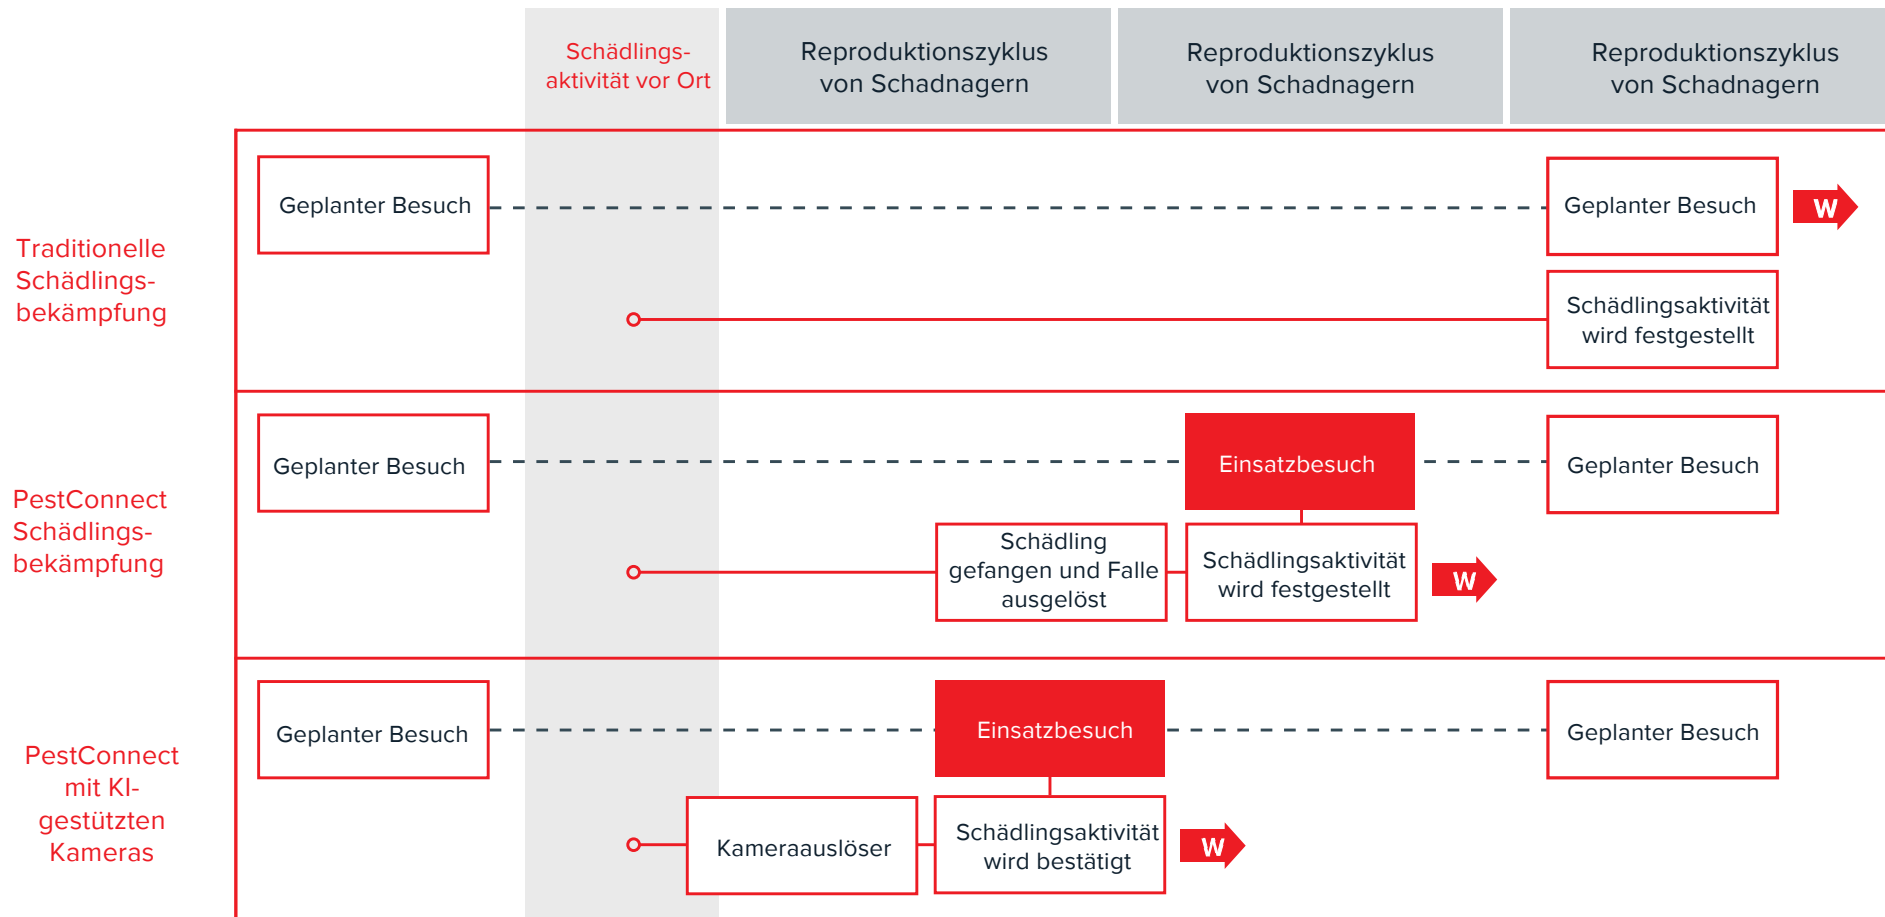 Schädlings-
aktivität vor Ort
Reproduktionszyklus
von Schadnagern
Reproduktionszyklus
von Schadnagern
Reproduktionszyklus
von Schadnagern
Traditionelle
Schädlings-
bekämpfung
Geplanter Besuch
Geplanter Besuch
W
Schädlingsaktivität
wird festgestellt
PestConnect
Schädlings-
bekämpfung
Geplanter Besuch
Einsatzbesuch
Geplanter Besuch
Schädling
gefangen und Falle
ausgelöst
Schädlingsaktivität
wird festgestellt
W
PestConnect
mit KI-
gestützten
Kameras
Geplanter Besuch
Einsatzbesuch
Geplanter Besuch
Kameraauslöser
Schädlingsaktivität
wird bestätigt
W